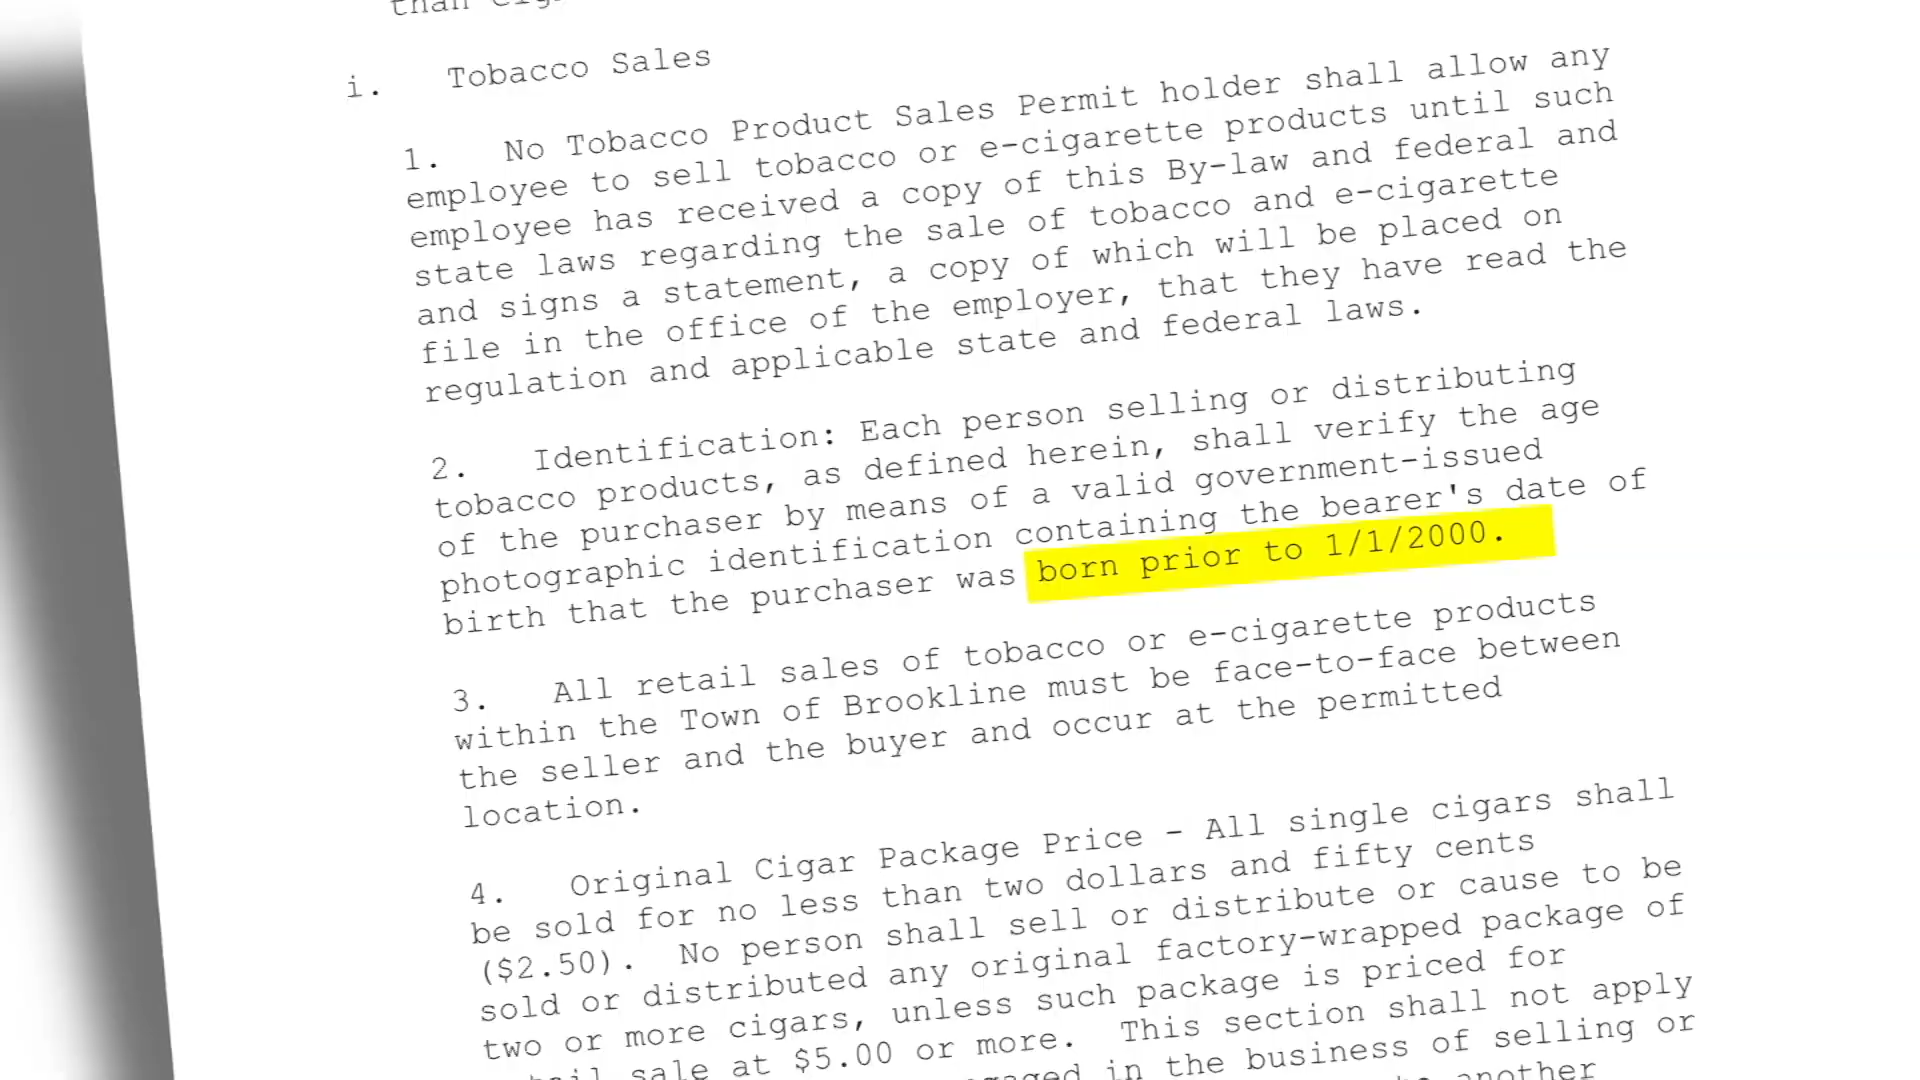 than
i. Tobacco Sales
1. No Tobacco Product Sales Permit holder shall allow any
employee to sell tobacco or e-cigarette products until such
employee has received a copy of this By-law and federal and
state laws regarding the sale of tobacco and e-cigarette
and signs a statement, a copy of which will be placed on
file in the office of the employer, that they have read the
regulation and applicable state and federal laws.
2. Identification: Each person selling or distributing
tobacco products, as defined herein, shall verify the age
of the purchaser by means of a valid government-issued
photographic identification containing the bearer's date of
birth that the purchaser was born prior to 1/1/2000.
3. All retail sales of tobacco or e-cigarette products
within the Town of Brookline must be face-to-face between
the seller and the buyer and occur at the permitted
location.
4. Original Cigar Package Price - All single cigars shall
be sold for no less than two dollars and fifty cents
($2.50). No person shall sell or distribute or cause to be
sold or distributed any original factory-wrapped package of
two or more cigars, unless such package is priced for
sale at $5.00 or more. This section shall not apply
in the business of selling or
another